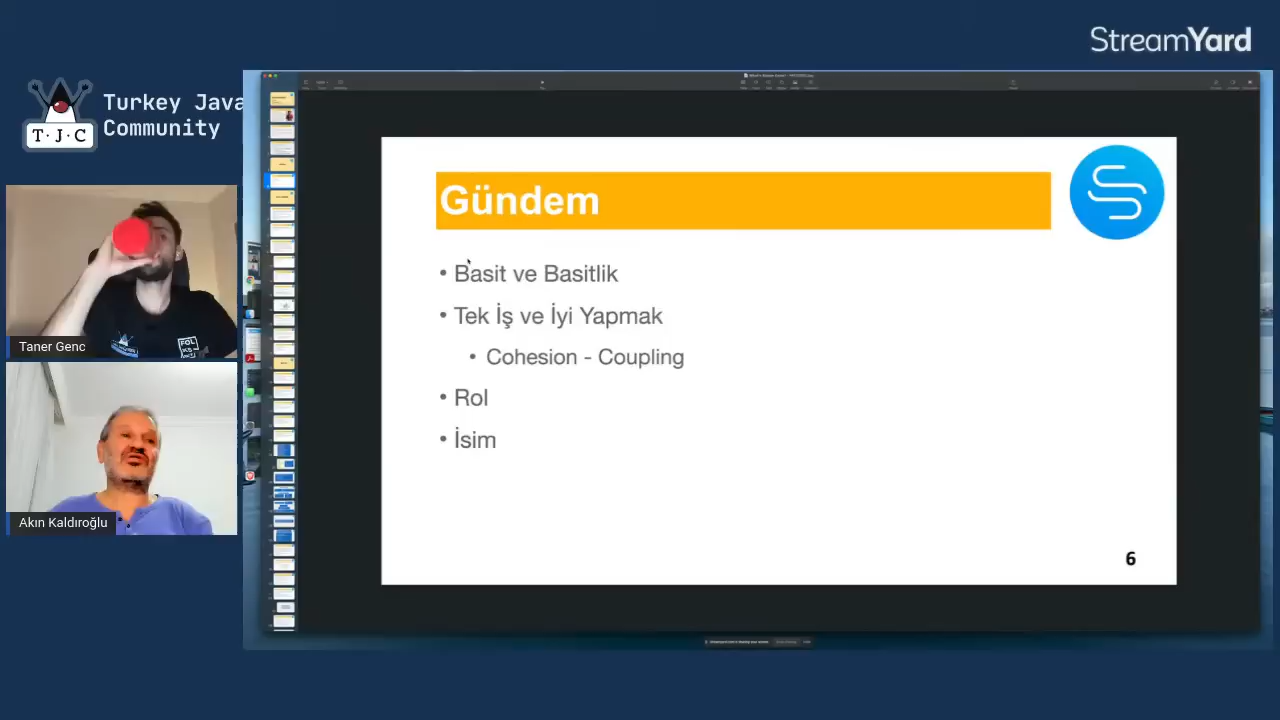 StreamYard
Turkey Java
Community
T·J·C
Gündem
• Basit ve Basitlik
• Tek İş ve İyi Yapmak
• Cohesion - Coupling
• Rol
• İsim
6
Taner Genc
Akın Kaldıroğlu